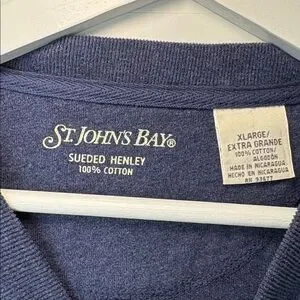 ST. JOHN'S BAY®
SUEDED HENLEY
100% COTTON
XLARGE/
EXTRA GRANDE
100% COTTON/
ALGODÓN
MADE IN NICARAGUA
HECHO EN NICARAGUA
RN 93677